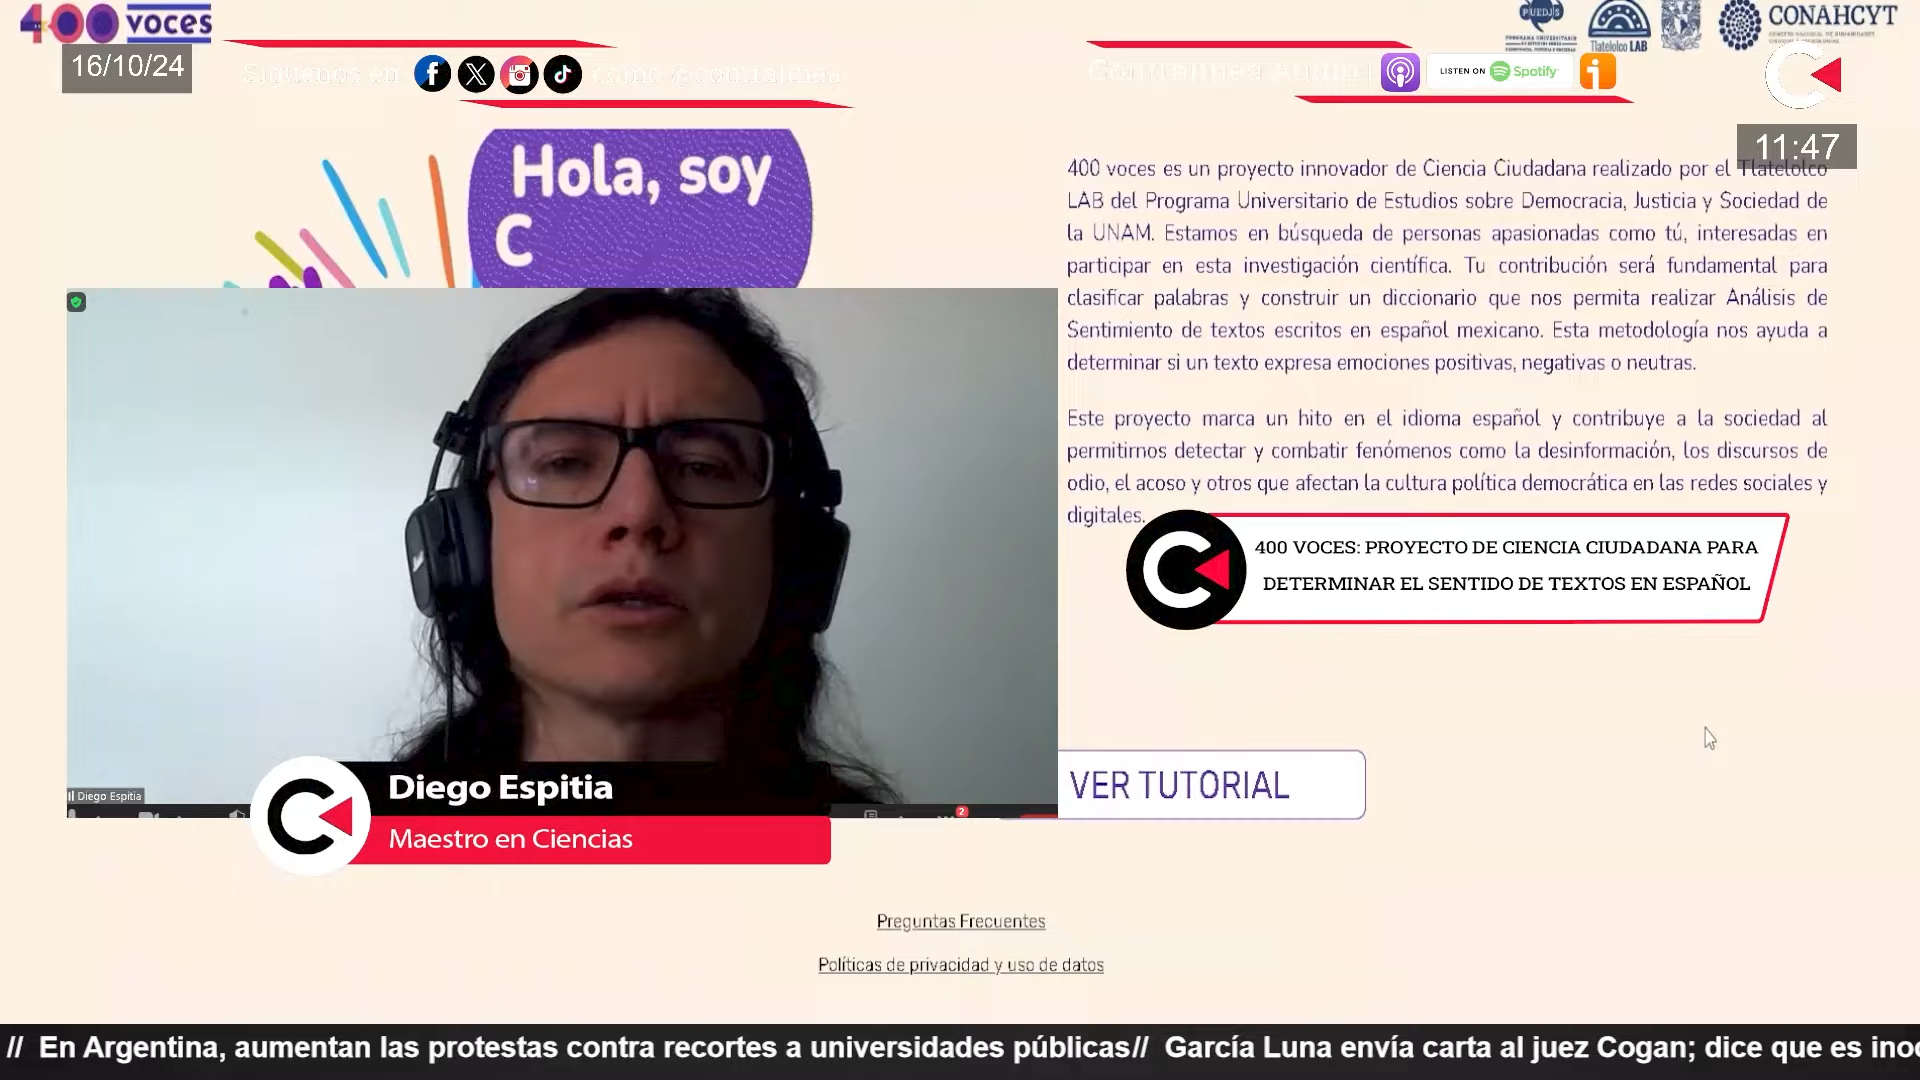 400 voces
16/10/24
Síguenos en
LISTEN ON Spotify
PUEDJS
Tlatelolco LAB
CONAHCYT
11:47
Hola, soy
C
400 voces es un proyecto innovador de Ciencia Ciudadana realizado por el Tlatelolco
LAB del Programa Universitario de Estudios sobre Democracia, Justicia y Sociedad de
la UNAM. Estamos en búsqueda de personas apasionadas como tú, interesadas en
participar en esta investigación científica. Tu contribución será fundamental para
clasificar palabras y construir un diccionario que nos permita realizar Análisis de
Sentimiento de textos escritos en español mexicano. Esta metodología nos ayuda a
determinar si un texto expresa emociones positivas, negativas o neutras.
Este proyecto marca un hito en el idioma español y contribuye a la sociedad al
permitirnos detectar y combatir fenómenos como la desinformación, los discursos de
odio, el acoso y otros que afectan la cultura política democrática en las redes sociales y
digitales.
400 VOCES: PROYECTO DE CIENCIA CIUDADANA PARA
DETERMINAR EL SENTIDO DE TEXTOS EN ESPAÑOL
VER TUTORIAL
Diego Espitia
2
Diego Espitia
Maestro en Ciencias
Preguntas Frecuentes
Políticas de privacidad y uso de datos
// En Argentina, aumentan las protestas contra recortes a universidades públicas// García Luna envía carta al juez Cogan; dice que es inoc